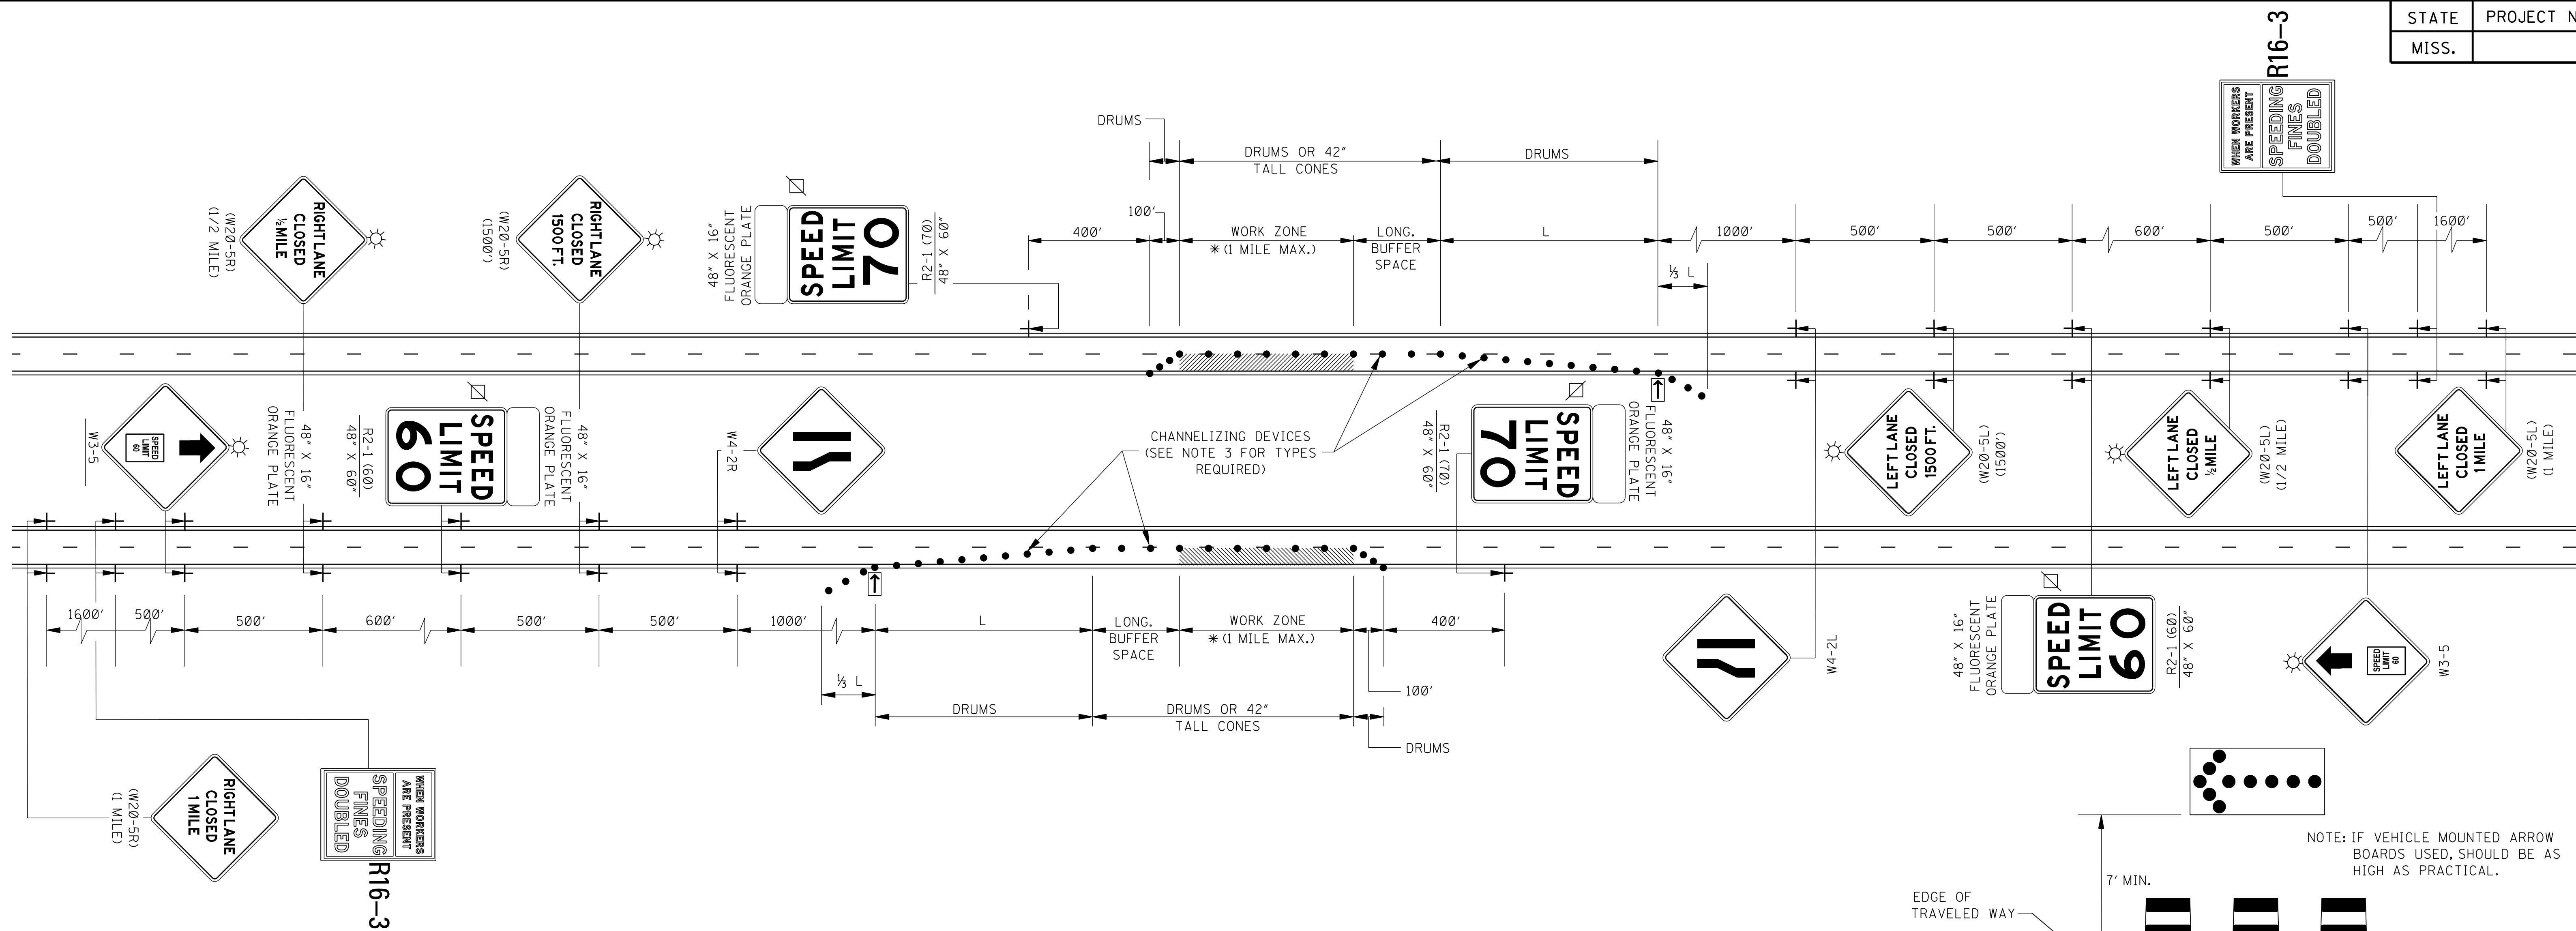 STATE PROJECT N
MISS.
R16-3
WHEN WORKERS
ARE PRESENT
SPEEDING
FINES
DOUBLED
DRUMS
DRUMS OR 42"
TALL CONES
DRUMS
RIGHT LANE
CLOSED
½ MILE
(W20-5R)
(1/2 MILE)
RIGHT LANE
CLOSED
1500 FT.
(W20-5R)
(1500')
48" X 16"
FLUORESCENT
ORANGE PLATE
SPEED
LIMIT
70
R2-1 (70)
48" X 60"
400'
100'
WORK ZONE
*(1 MILE MAX.)
LONG.
BUFFER
SPACE
L
⅓ L
1000'
500'
500'
600'
500'
500'
1600'
W3-5
SPEED
LIMIT
60
48" X 16"
FLUORESCENT
ORANGE PLATE
R2-1 (60)
48" X 60"
SPEED
LIMIT
60
48" X 16"
FLUORESCENT
ORANGE PLATE
W4-2R
CHANNELIZING DEVICES
(SEE NOTE 3 FOR TYPES
REQUIRED)
R2-1 (70)
48" X 60"
SPEED
LIMIT
70
48" X 16"
FLUORESCENT
ORANGE PLATE
LEFT LANE
CLOSED
1500 FT.
(W20-5L)
(1500')
LEFT LANE
CLOSED
½ MILE
(W20-5L)
(1/2 MILE)
LEFT LANE
CLOSED
1 MILE
(W20-5L)
(1 MILE)
1600'
500'
500'
600'
500'
500'
1000'
L
LONG.
BUFFER
SPACE
WORK ZONE
*(1 MILE MAX.)
400'
⅓ L
100'
DRUMS
DRUMS OR 42"
TALL CONES
DRUMS
W4-2L
48" X 16"
FLUORESCENT
ORANGE PLATE
SPEED
LIMIT
60
R2-1 (60)
48" X 60"
SPEED
LIMIT
60
W3-5
(W20-5R)
(1 MILE)
RIGHT LANE
CLOSED
1 MILE
WHEN WORKERS
ARE PRESENT
SPEEDING
FINES
DOUBLED
R16-3
NOTE: IF VEHICLE MOUNTED ARROW
BOARDS USED, SHOULD BE AS
HIGH AS PRACTICAL.
7' MIN.
EDGE OF
TRAVELED WAY